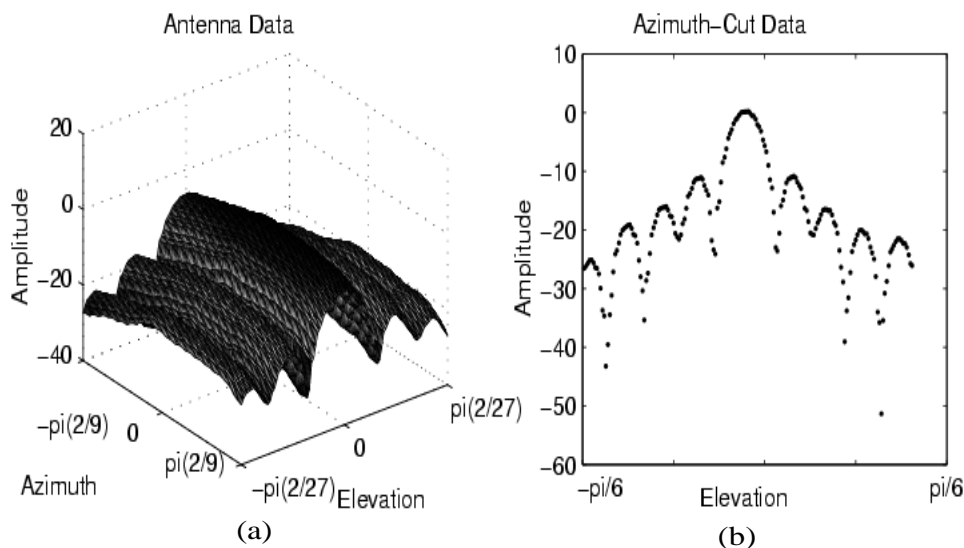 Antenna Data
20
0
−20
−40
Amplitude
−pi(2/9)
0
pi(2/9)
Azimuth
−pi(2/27)
0
pi(2/27)
Elevation
(a)
Azimuth−Cut Data
10
0
−10
−20
−30
−40
−50
−60
Amplitude
−pi/6
Elevation
pi/6
(b)